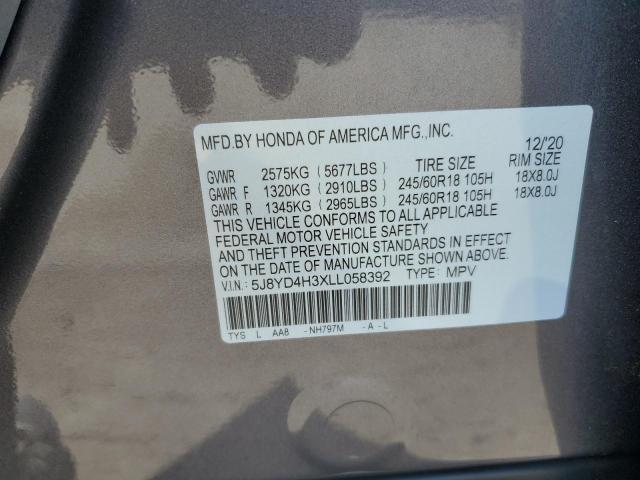 MFD.BY HONDA OF AMERICA MFG.,INC. 12/'20
GVWR 2575KG (5677LBS) TIRE SIZE RIM SIZE
GAWR F 1320KG (2910LBS) 245/60R18 105H 18X8.0J
GAWR R 1345KG (2965LBS) 245/60R18 105H 18X8.0J
THIS VEHICLE CONFORMS TO ALL APPLICABLE
FEDERAL MOTOR VEHICLE SAFETY
AND THEFT PREVENTION STANDARDS IN EFFECT
ON THE DATE OF MANUFACTURE SHOWN ABOVE.
V.I.N.: 5J8YD4H3XLL058392 TYPE: MPV
TYS L AA8 -NH797M -A-L